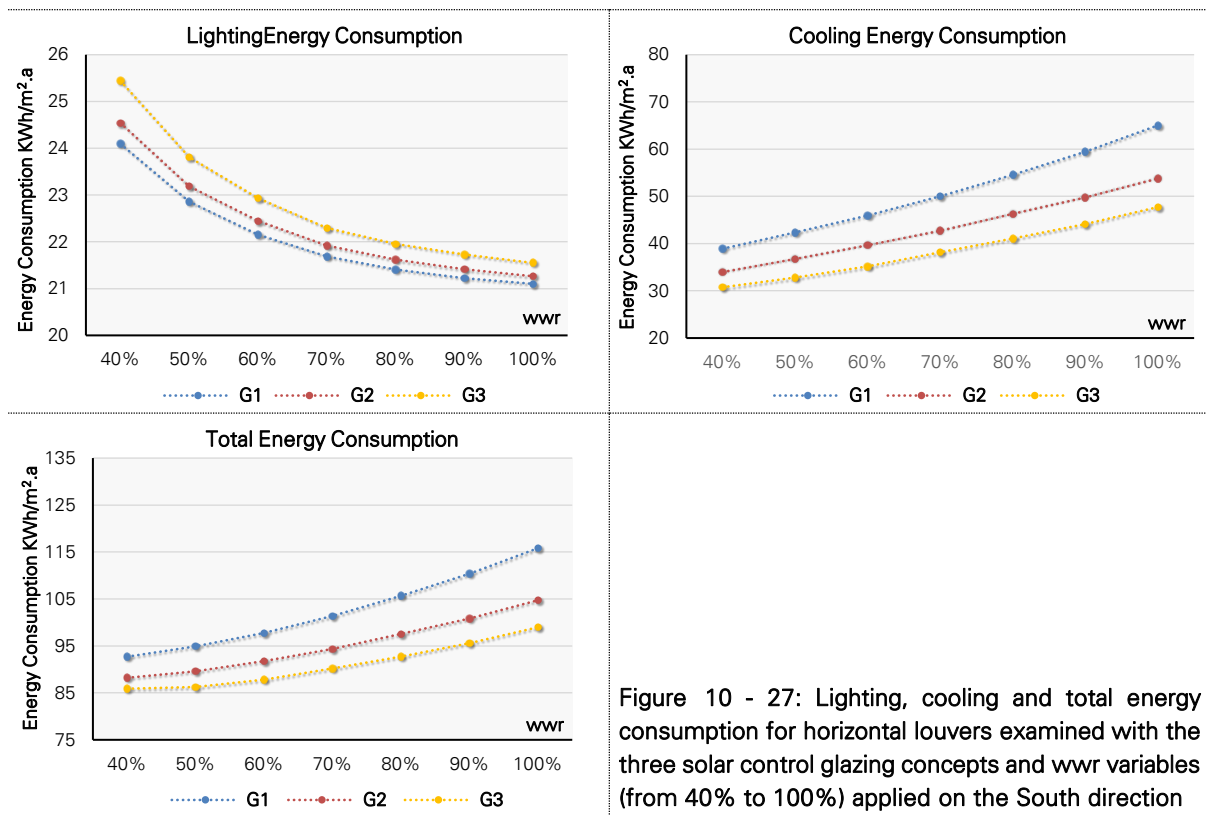 LightingEnergy Consumption
Energy Consumption KWh/m².a
26
25
24
23
22
21
20
wwr
40% 50% 60% 70% 80% 90% 100%
G1 G2 G3
Cooling Energy Consumption
Energy Consumption KWh/m².a
80
70
60
50
40
30
20
wwr
40% 50% 60% 70% 80% 90% 100%
G1 G2 G3
Total Energy Consumption
Energy Consumption KWh/m².a
135
125
115
105
95
85
75
wwr
40% 50% 60% 70% 80% 90% 100%
G1 G2 G3
Figure 10 - 27: Lighting, cooling and total energy
consumption for horizontal louvers examined with the
three solar control glazing concepts and wwr variables
(from 40% to 100%) applied on the South direction